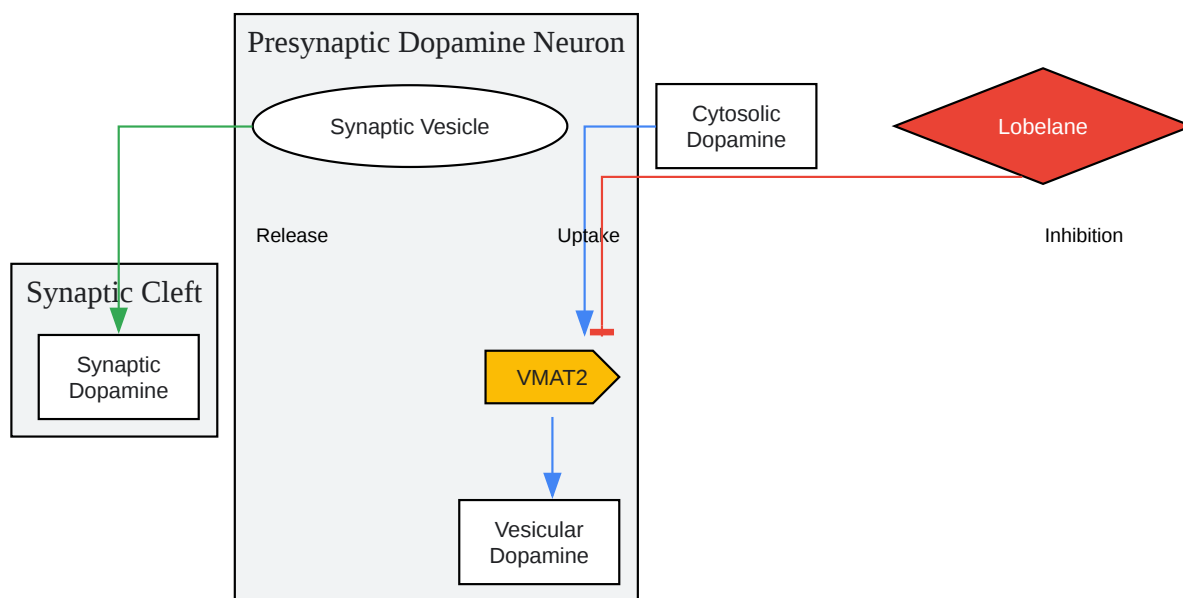 Presynaptic Dopamine Neuron
Synaptic Vesicle
Cytosolic
Dopamine
Lobelane
Release
Uptake
Inhibition
Synaptic Cleft
Synaptic
Dopamine
VMAT2
Vesicular
Dopamine